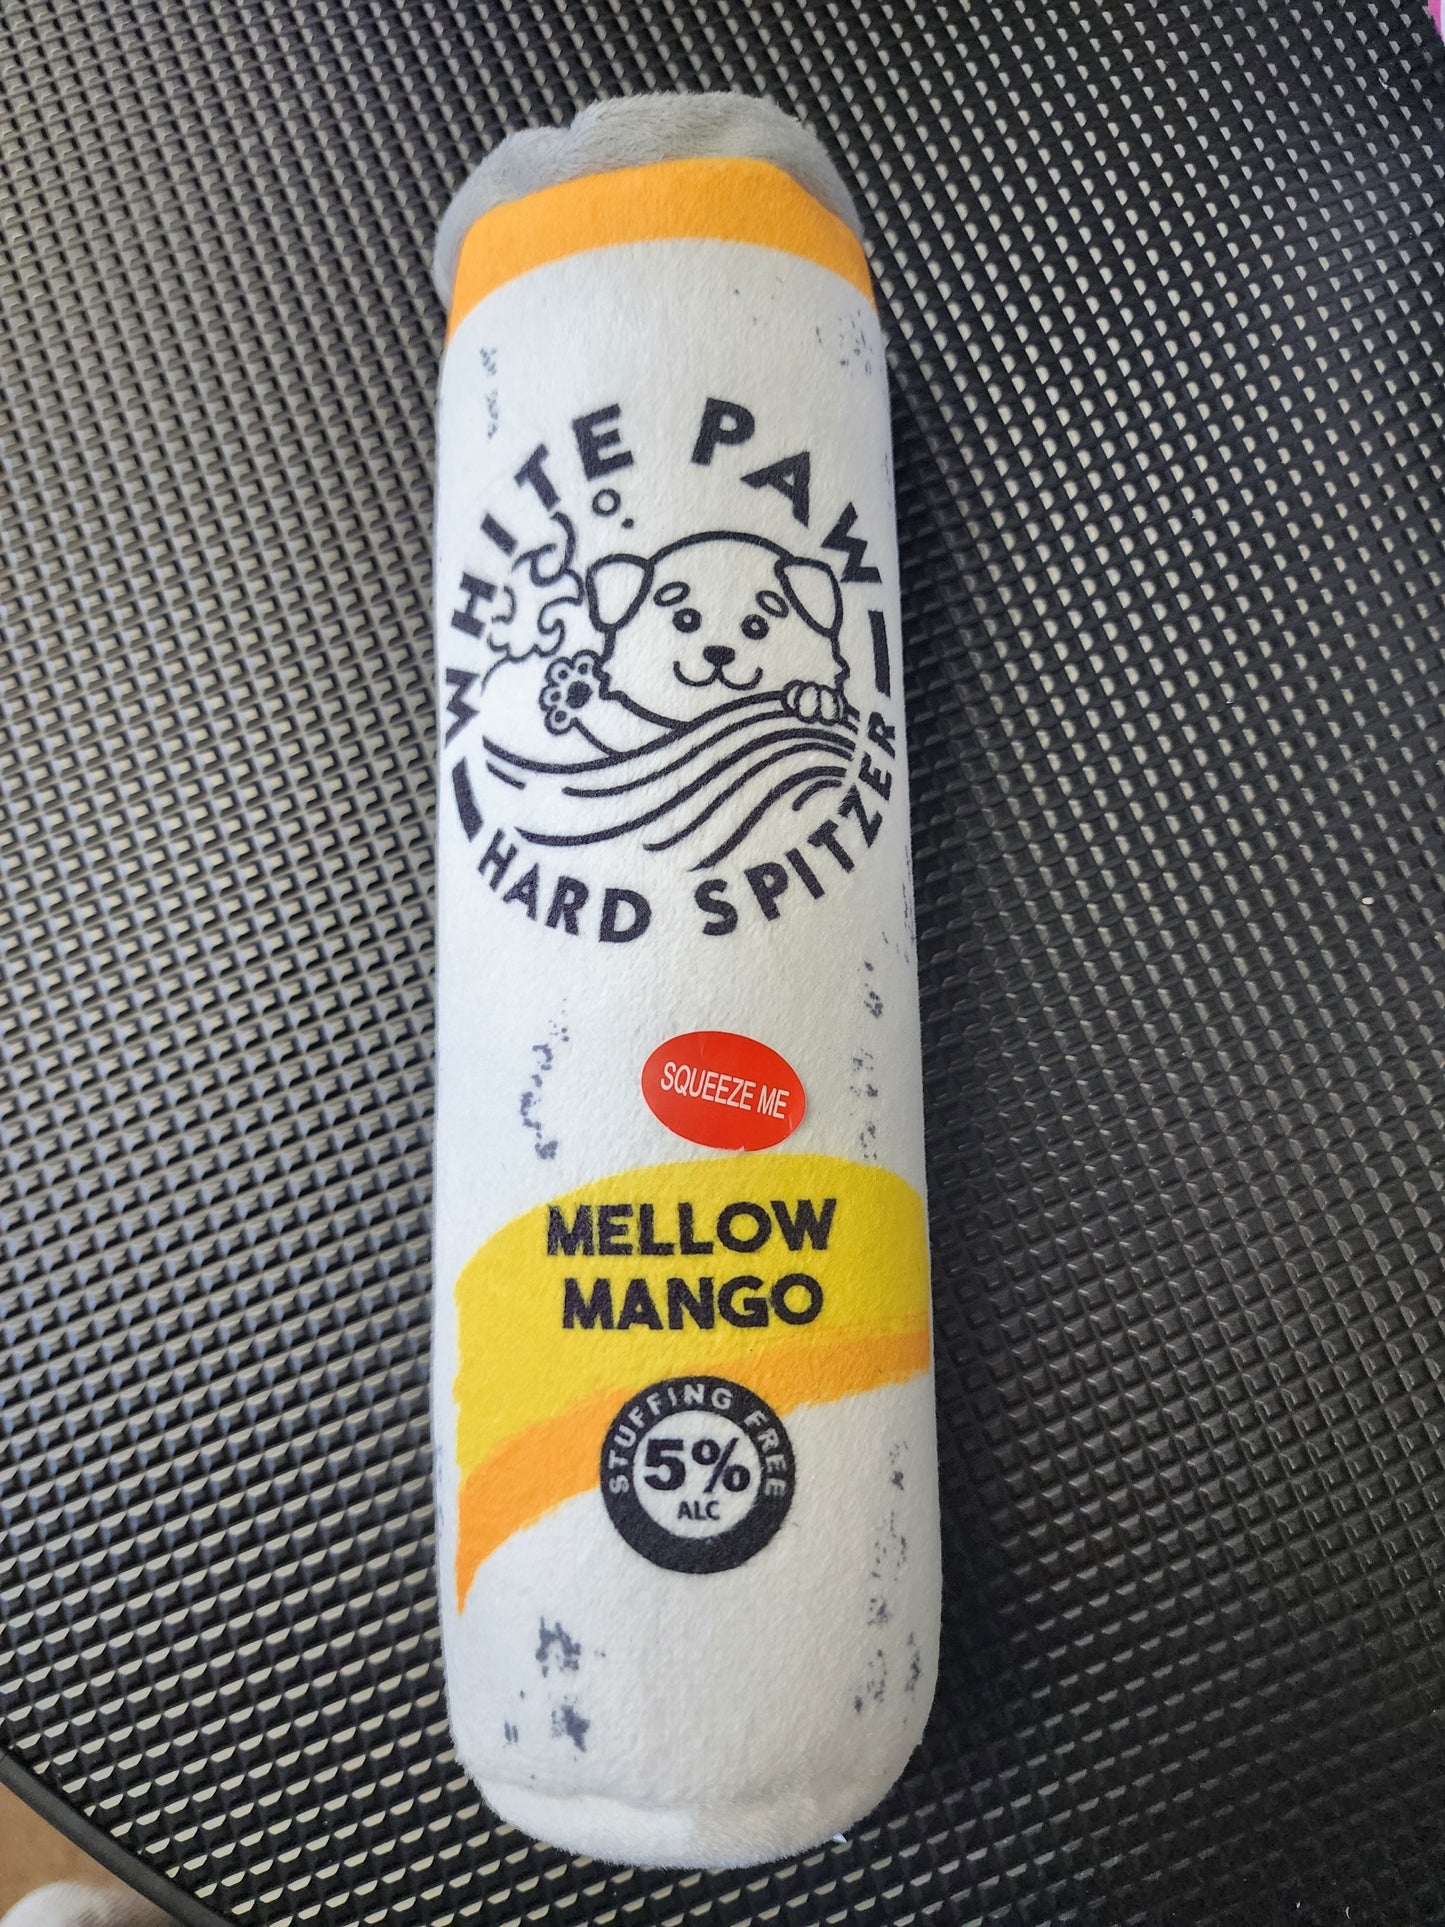 WHITE PAW
HARD SPITZER
SQUEEZE ME
MELLOW
MANGO
STUFFING FREE
5%
ALC